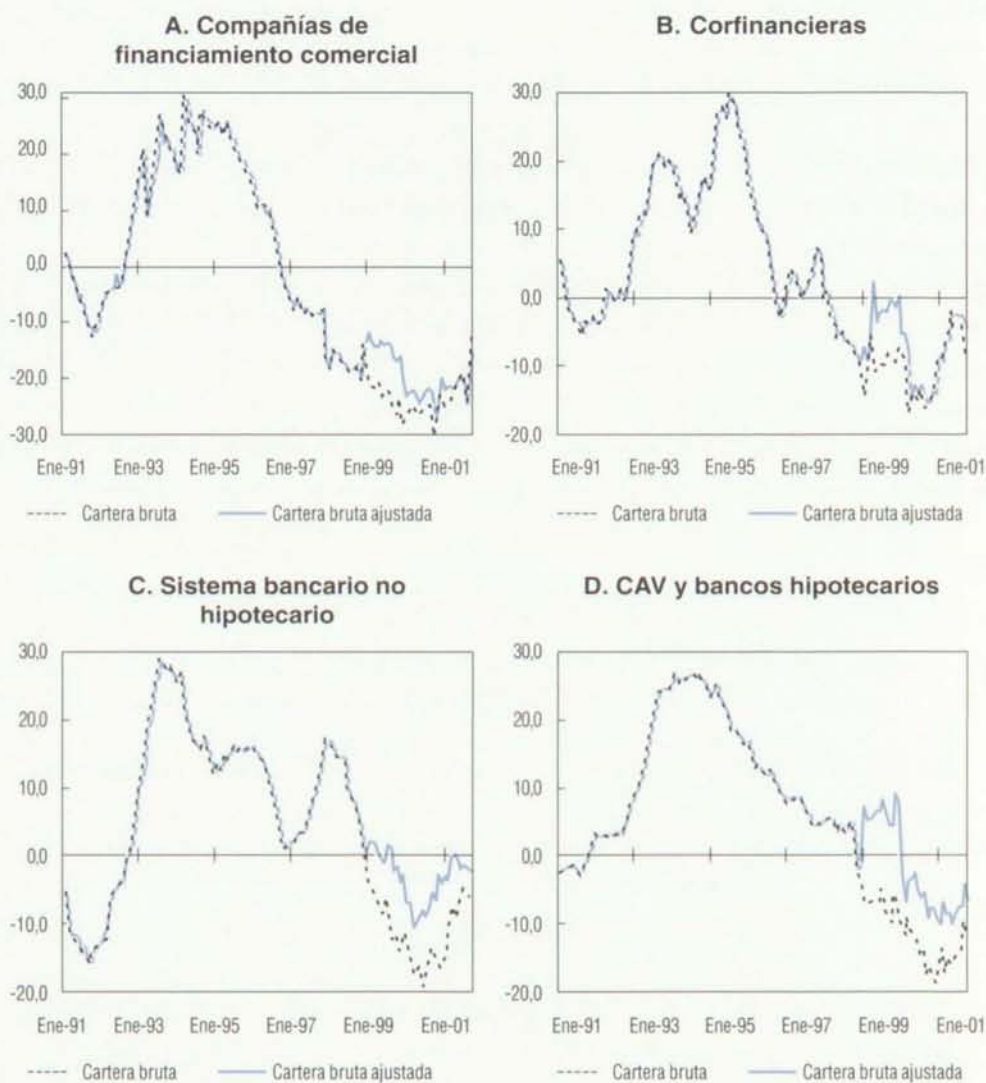 A. Compañías de
financiamiento comercial
30,0
20,0
10,0
0,0
-10,0
-20,0
-30,0
Ene-91 Ene-93 Ene-95 Ene-97 Ene-99 Ene-01
Cartera bruta Cartera bruta ajustada
B. Corfinancieras
30,0
20,0
10,0
0,0
-10,0
-20,0
Ene-91 Ene-93 Ene-95 Ene-97 Ene-99 Ene-01
Cartera bruta Cartera bruta ajustada
C. Sistema bancario no
hipotecario
30,0
20,0
10,0
0,0
-10,0
-20,0
Ene-91 Ene-93 Ene-95 Ene-97 Ene-99 Ene-01
Cartera bruta Cartera bruta ajustada
D. CAV y bancos hipotecarios
30,0
20,0
10,0
0,0
-10,0
-20,0
Ene-91 Ene-93 Ene-95 Ene-97 Ene-99 Ene-01
Cartera bruta Cartera bruta ajustada